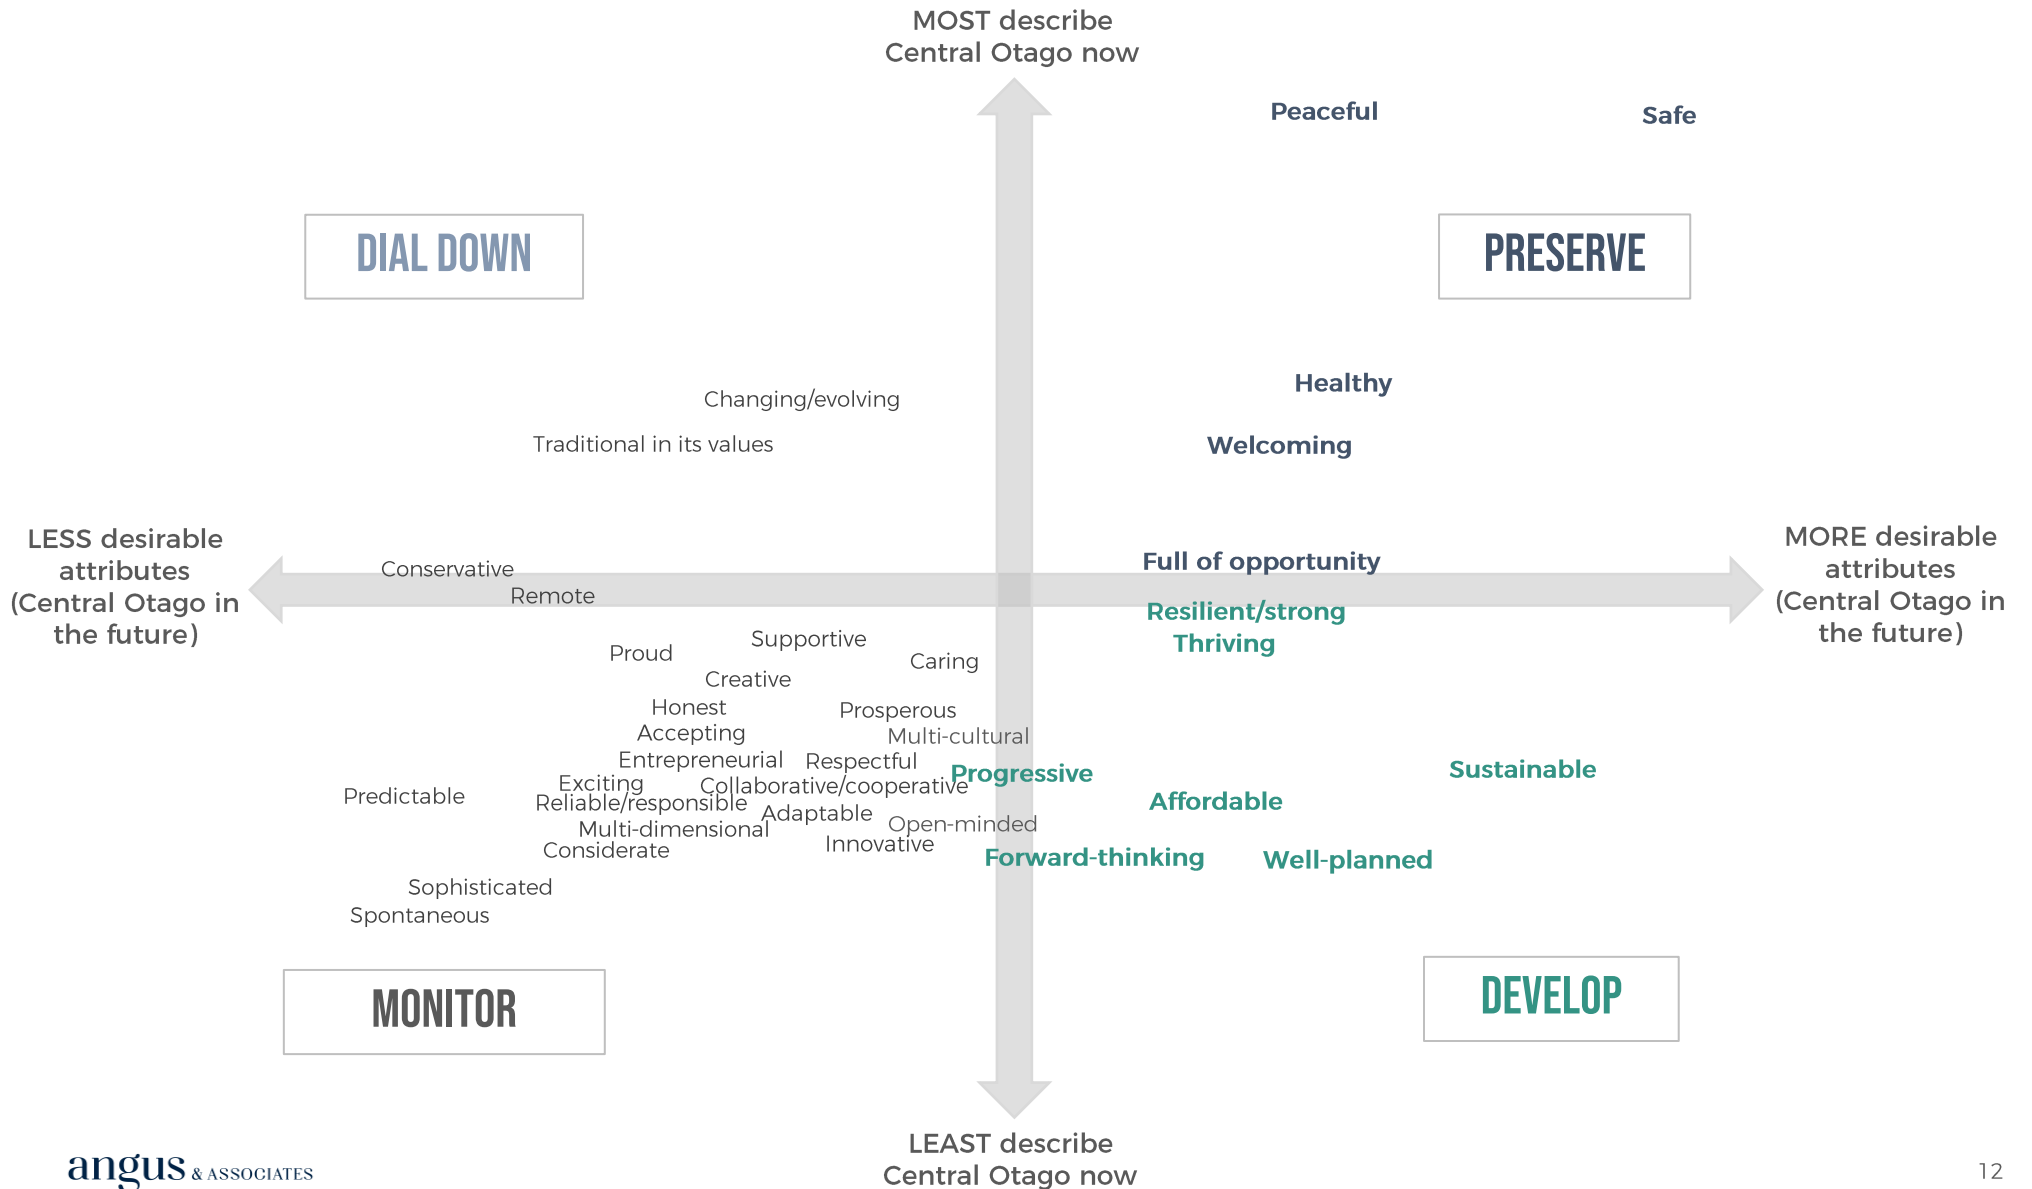 MOST describe
Central Otago now
Peaceful
Safe
DIAL DOWN
PRESERVE
Healthy
Changing/evolving
Traditional in its values
Welcoming
LESS desirable
attributes
(Central Otago in
the future)
MORE desirable
attributes
(Central Otago in
the future)
Conservative
Full of opportunity
Remote
Resilient/strong
Supportive
Thriving
Proud
Caring
Creative
Honest
Prosperous
Accepting
Multi-cultural
Entrepreneurial
Respectful
Progressive
Sustainable
Exciting
Collaborative/cooperative
Predictable
Reliable/responsible
Affordable
Adaptable
Open-minded
Multi-dimensional
Innovative
Considerate
Forward-thinking
Well-planned
Sophisticated
Spontaneous
MONITOR
DEVELOP
LEAST describe
Central Otago now
angus & ASSOCIATES
12